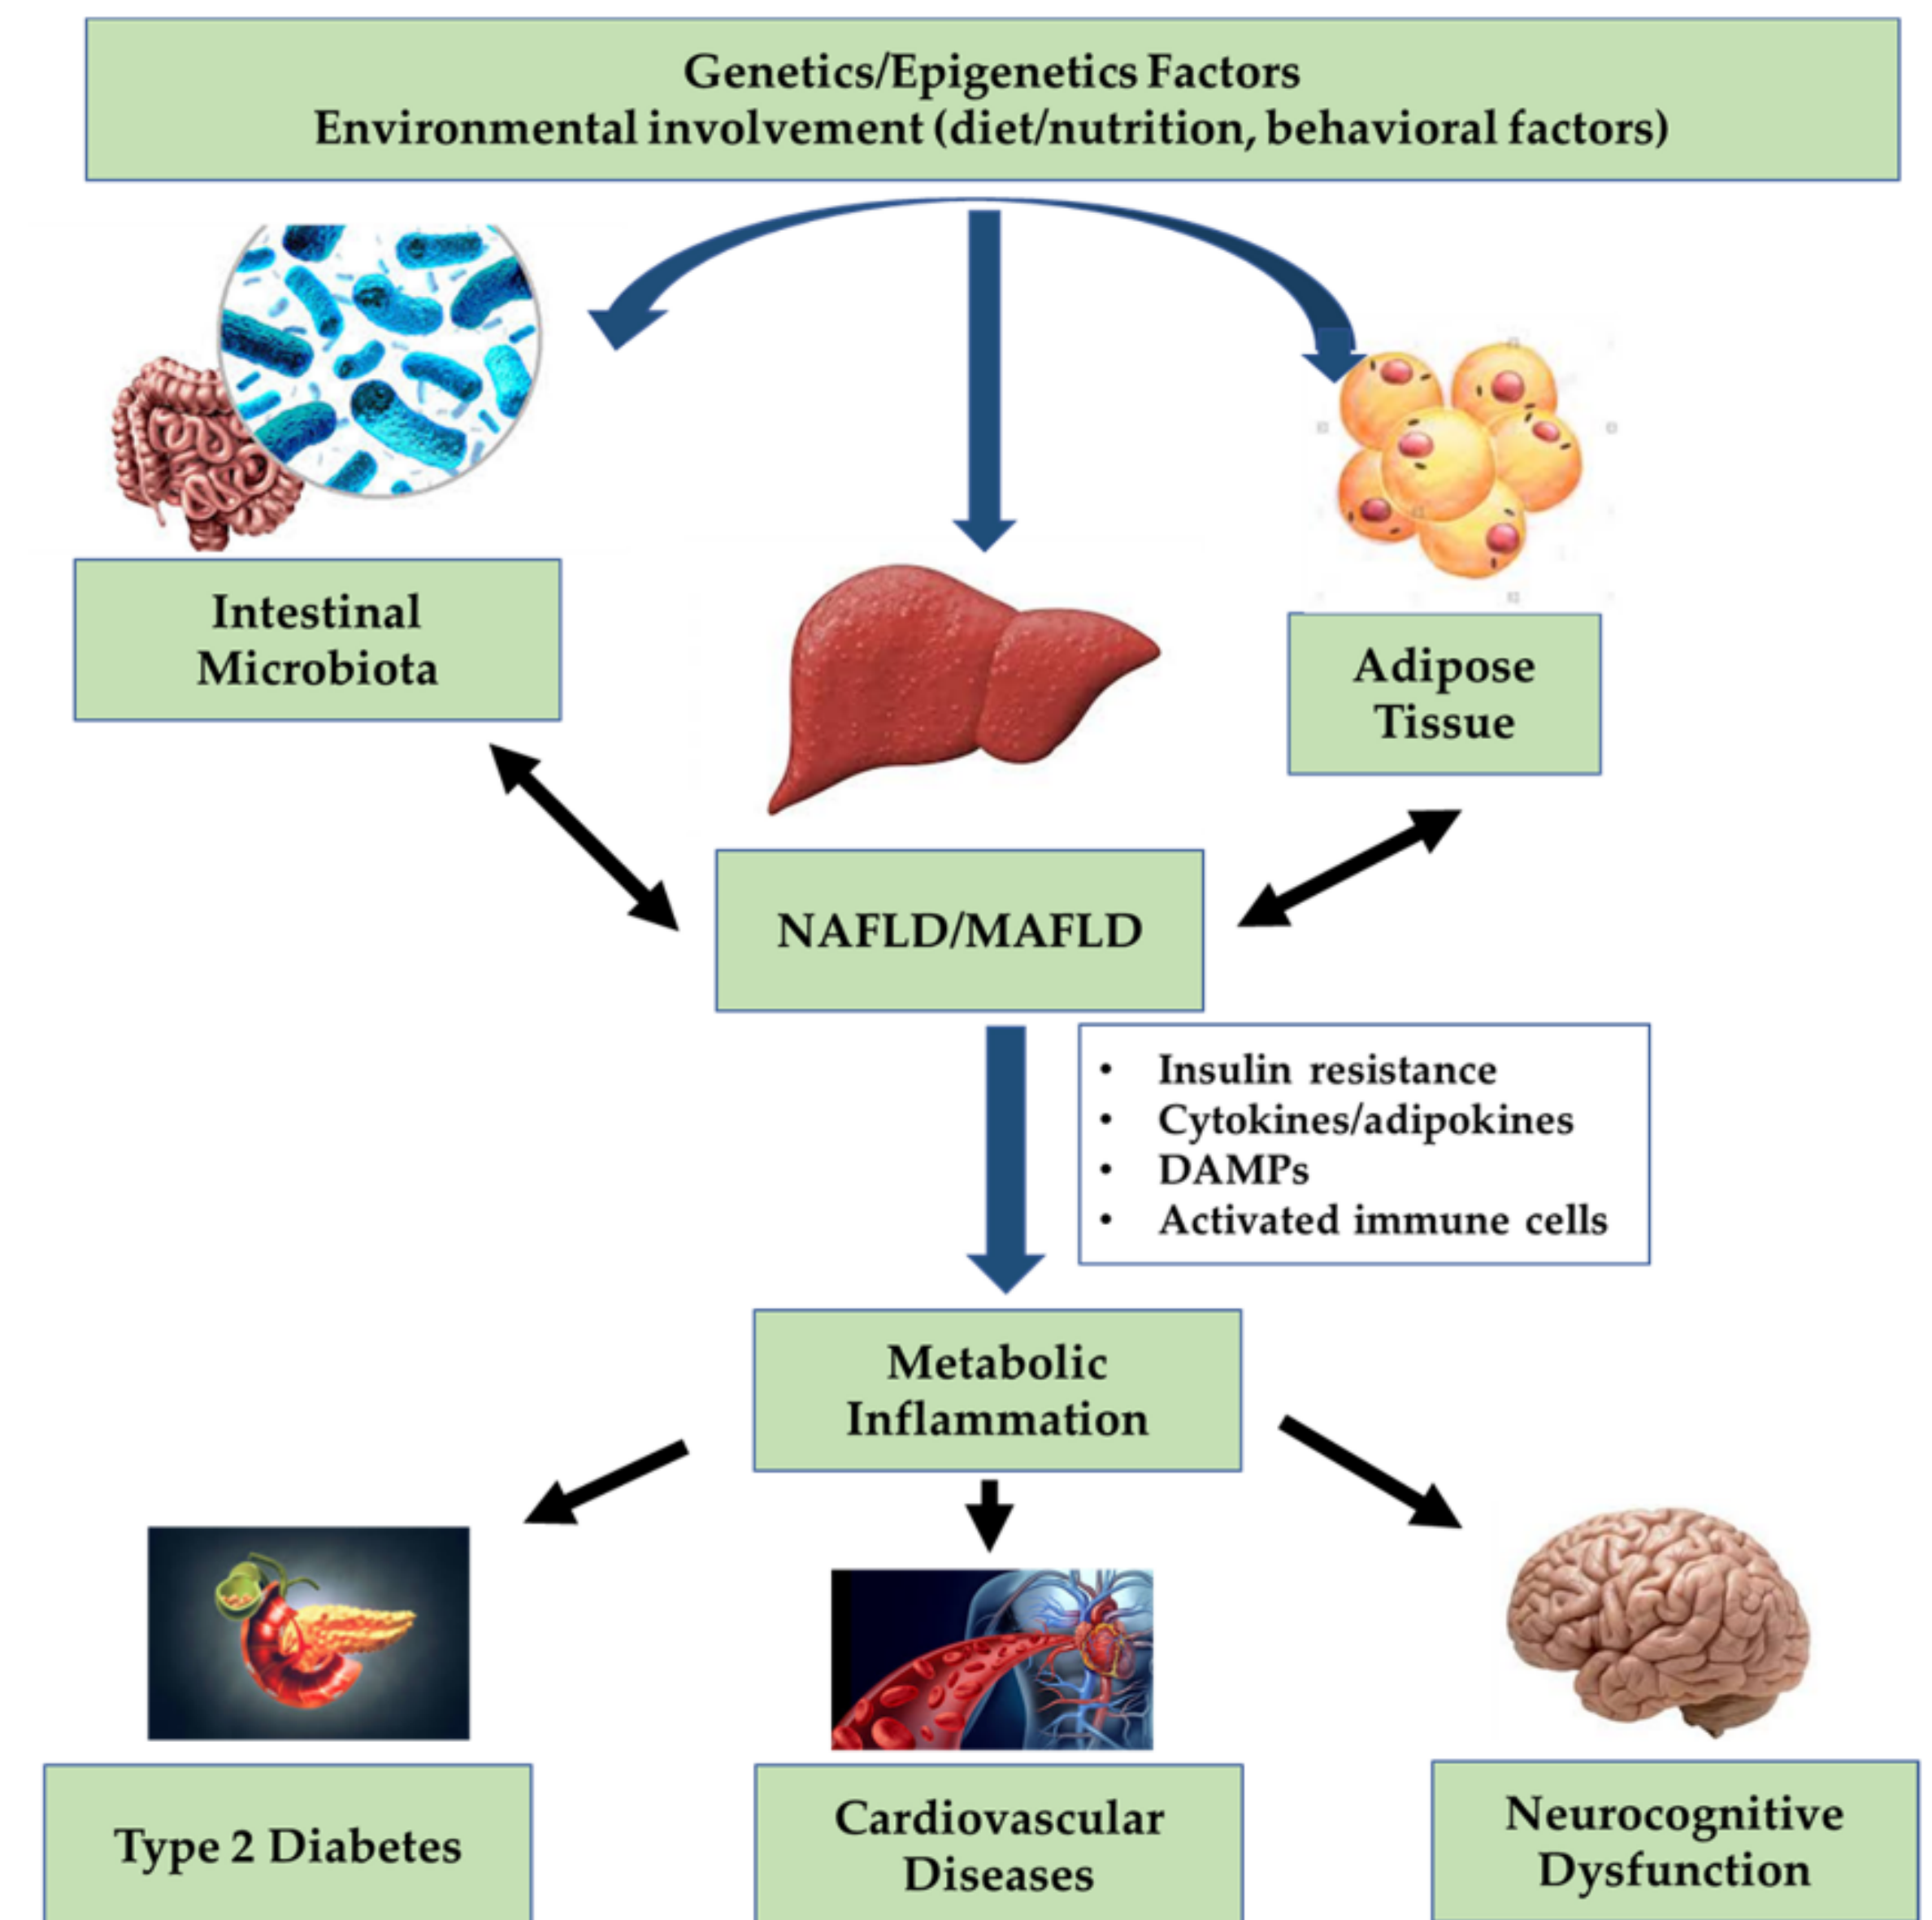 Genetics/Epigenetics Factors
Environmental involvement (diet/nutrition, behavioral factors)
Intestinal
Microbiota
Adipose
Tissue
NAFLD/MAFLD
• Insulin resistance
• Cytokines/adipokines
• DAMPs
• Activated immune cells
Metabolic
Inflammation
Type 2 Diabetes
Cardiovascular
Diseases
Neurocognitive
Dysfunction